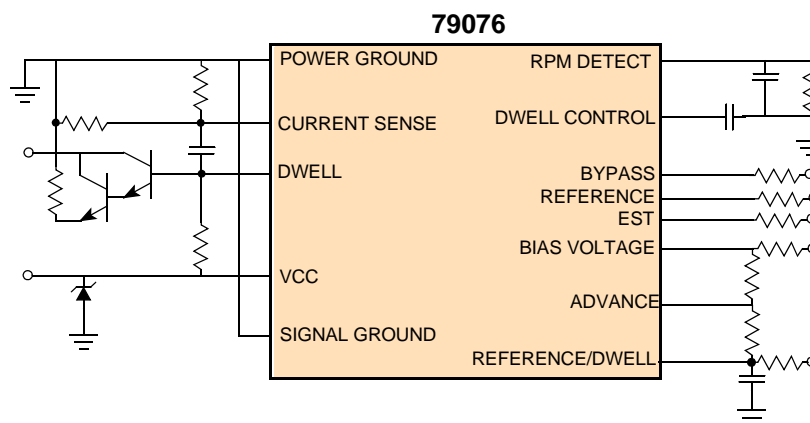 79076
POWER GROUND
CURRENT SENSE
DWELL
VCC
SIGNAL GROUND
RPM DETECT
DWELL CONTROL
BYPASS
REFERENCE
EST
BIAS VOLTAGE
ADVANCE
REFERENCE/DWELL